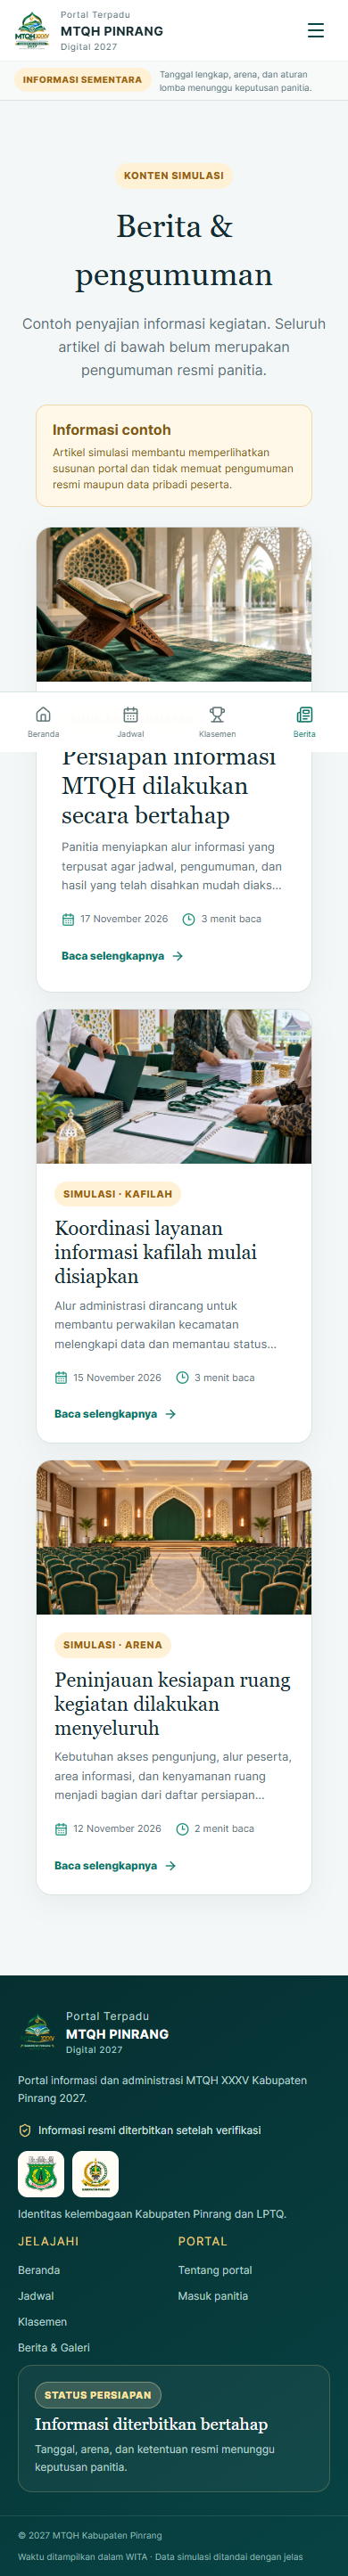 Portal Terpadu
MTQH PINRANG
Digital 2027
INFORMASI SEMENTARA
Tanggal lengkap, arena, dan aturan
lomba menunggu keputusan panitia.
KONTEN SIMULASI
Berita &
pengumuman
Contoh penyajian informasi kegiatan. Seluruh
artikel di bawah belum merupakan
pengumuman resmi panitia.
Informasi contoh
Artikel simulasi membantu memperlihatkan
susunan portal dan tidak memuat pengumuman
resmi maupun data pribadi peserta.
Beranda
Jadwal
Klasemen
Berita
Persiapan informasi
MTQH dilakukan
secara bertahap
Panitia menyiapkan alur informasi yang
terpusat agar jadwal, pengumuman, dan
hasil yang telah disahkan mudah diaks...
17 November 2026
3 menit baca
Baca selengkapnya
SIMULASI · KAFILAH
Koordinasi layanan
informasi kafilah mulai
disiapkan
Alur administrasi dirancang untuk
membantu perwakilan kecamatan
melengkapi data dan memantau status...
15 November 2026
3 menit baca
Baca selengkapnya
SIMULASI · ARENA
Peninjauan kesiapan ruang
kegiatan dilakukan
menyeluruh
Kebutuhan akses pengunjung, alur peserta,
area informasi, dan kenyamanan ruang
menjadi bagian dari daftar persiapan...
12 November 2026
2 menit baca
Baca selengkapnya
Portal Terpadu
MTQH PINRANG
Digital 2027
Portal informasi dan administrasi MTQH XXXV Kabupaten
Pinrang 2027.
Informasi resmi diterbitkan setelah verifikasi
Identitas kelembagaan Kabupaten Pinrang dan LPTQ.
JELAJAHI
Beranda
Jadwal
Klasemen
Berita & Galeri
PORTAL
Tentang portal
Masuk panitia
STATUS PERSIAPAN
Informasi diterbitkan bertahap
Tanggal, arena, dan ketentuan resmi menunggu
keputusan panitia.
© 2027 MTQH Kabupaten Pinrang
Waktu ditampilkan dalam WITA · Data simulasi ditandai dengan jelas